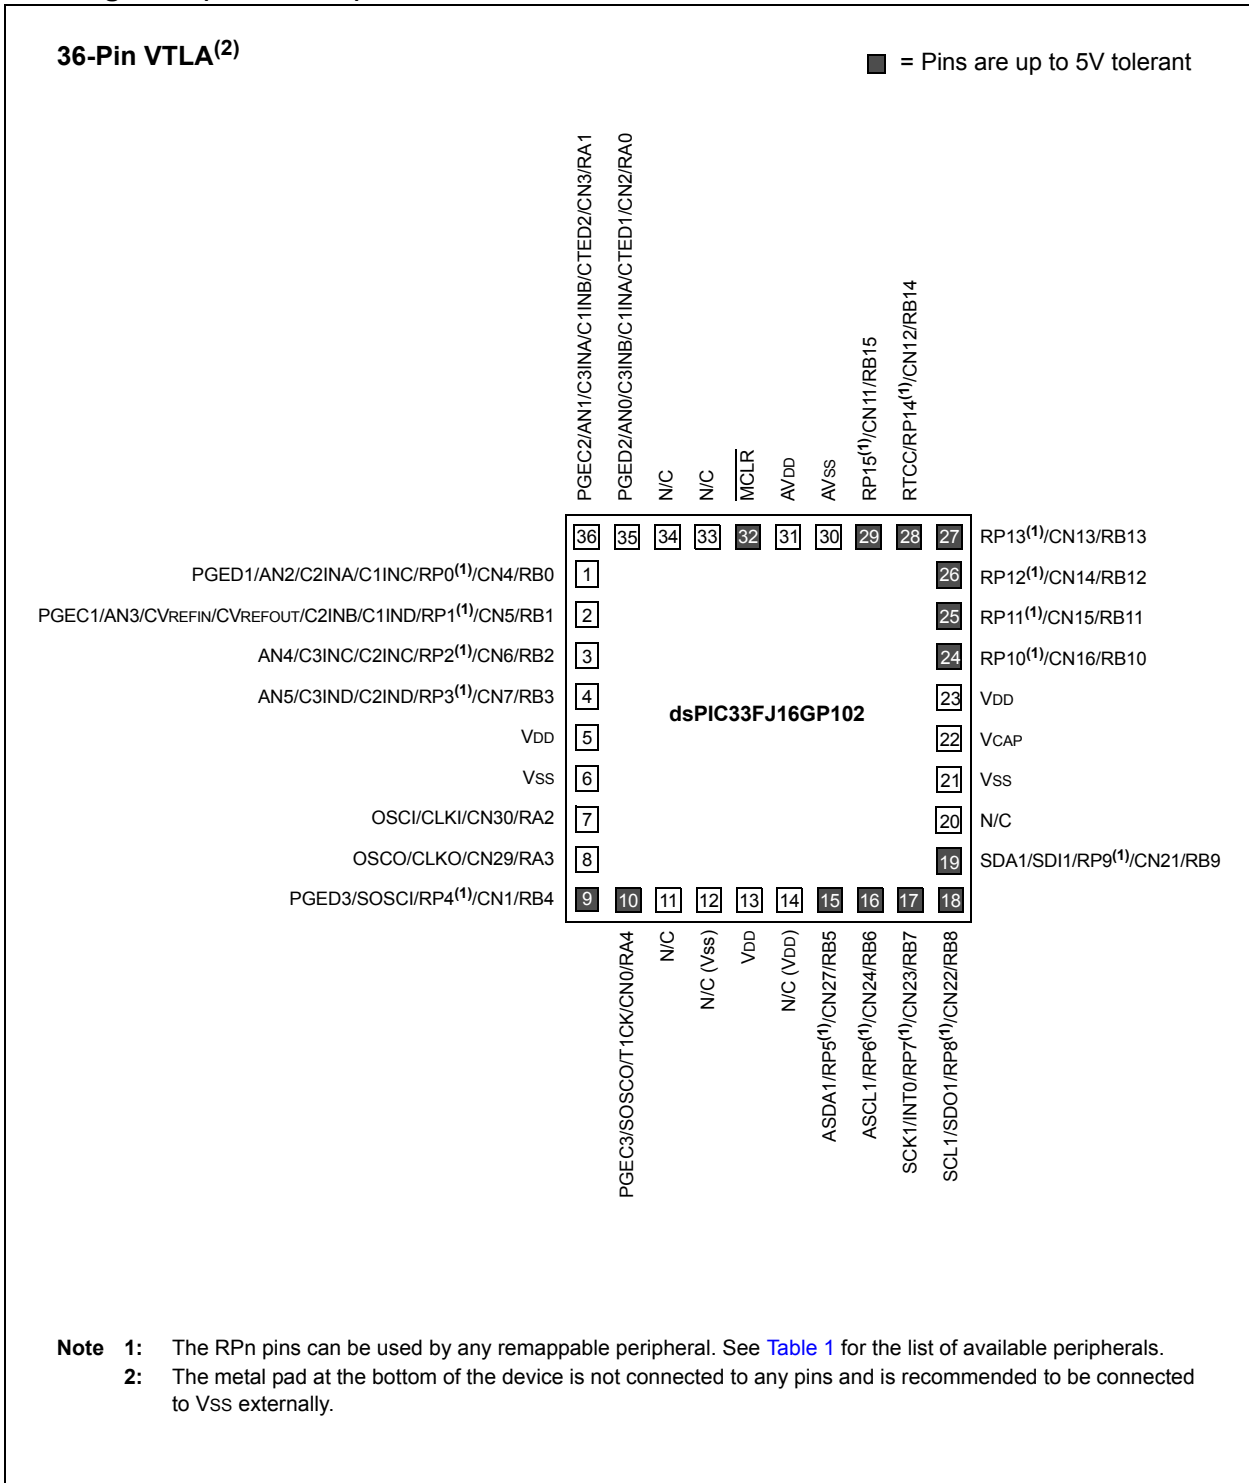 36-Pin VTLA(2)
= Pins are up to 5V tolerant
PGEC2/AN1/C3INA/C1INB/CTED2/CN3/RA1
PGED2/AN0/C3INB/C1INA/CTED1/CN2/RA0
N/C
N/C
MCLR
AVDD
AVSS
RP15(1)/CN11/RB15
RTCC/RP14(1)/CN12/RB14
36 35 34 33 32 31 30 29 28 27 RP13(1)/CN13/RB13
PGED1/AN2/C2INA/C1INC/RP0(1)/CN4/RB0 1 26 RP12(1)/CN14/RB12
PGEC1/AN3/CVREFIN/CVREFOUT/C2INB/C1IND/RP1(1)/CN5/RB1 2 25 RP11(1)/CN15/RB11
AN4/C3INC/C2INC/RP2(1)/CN6/RB2 3 24 RP10(1)/CN16/RB10
AN5/C3IND/C2IND/RP3(1)/CN7/RB3 4 23 VDD
dsPIC33FJ16GP102
VDD 5 22 VCAP
VSS 6 21 VSS
OSCI/CLKI/CN30/RA2 7 20 N/C
OSCO/CLKO/CN29/RA3 8 19 SDA1/SDI1/RP9(1)/CN21/RB9
PGED3/SOSCI/RP4(1)/CN1/RB4 9 10 11 12 13 14 15 16 17 18
PGEC3/SOSCO/T1CK/CN0/RA4
N/C
N/C (Vss)
VDD
N/C (VDD)
ASDA1/RP5(1)/CN27/RB5
ASCL1/RP6(1)/CN24/RB6
SCK1/INT0/RP7(1)/CN23/RB7
SCL1/SDO1/RP8(1)/CN22/RB8
Note 1: The RPn pins can be used by any remappable peripheral. See Table 1 for the list of available peripherals.
2: The metal pad at the bottom of the device is not connected to any pins and is recommended to be connected
to VSS externally.